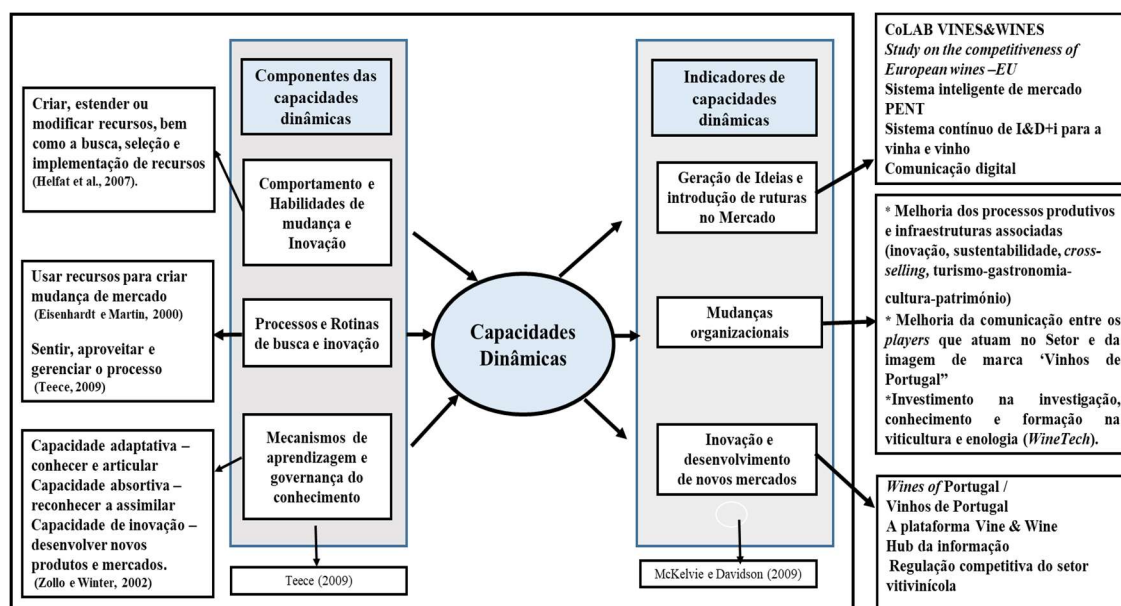 Criar, estender ou
modificar recursos, bem
como a busca, seleção e
implementação de recursos
(Helfat et al., 2007).
Usar recursos para criar
mudança de mercado
(Eisenhardt e Martin, 2000)
Sentir, aproveitar e
gerenciar o processo
(Teece, 2009)
Capacidade adaptativa –
conhecer e articular
Capacidade absortiva –
reconhecer a assimilar
Capacidade de inovação –
desenvolver novos
produtos e mercados.
(Zollo e Winter, 2002)
Componentes das
capacidades
dinâmicas
Comportamento e
Habilidades de
mudança e
Inovação
Processos e Rotinas
de busca e inovação
Mecanismos de
aprendizagem e
governança do
conhecimento
Teece (2009)
Capacidades
Dinâmicas
Indicadores de
capacidades
dinâmicas
Geração de Ideias e
introdução de ruturas
no Mercado
Mudanças
organizacionais
Inovação e
desenvolvimento
de novos mercados
McKelvie e Davidson (2009)
CoLAB VINES&WINES
Study on the competitiveness of
European wines –EU
Sistema inteligente de mercado
PENT
Sistema contínuo de I&D+i para a
vinha e vinho
Comunicação digital
* Melhoria dos processos produtivos
e infraestruturas associadas
(inovação, sustentabilidade, cross-
selling, turismo-gastronomia-
cultura-património)
* Melhoria da comunicação entre os
players que atuam no Setor e da
imagem de marca ‘Vinhos de
Portugal”
*Investimento na investigação,
conhecimento e formação na
viticultura e enologia (WineTech).
Wines of Portugal /
Vinhos de Portugal
A plataforma Vine & Wine
Hub da informação
Regulação competitiva do setor
vitivinícola